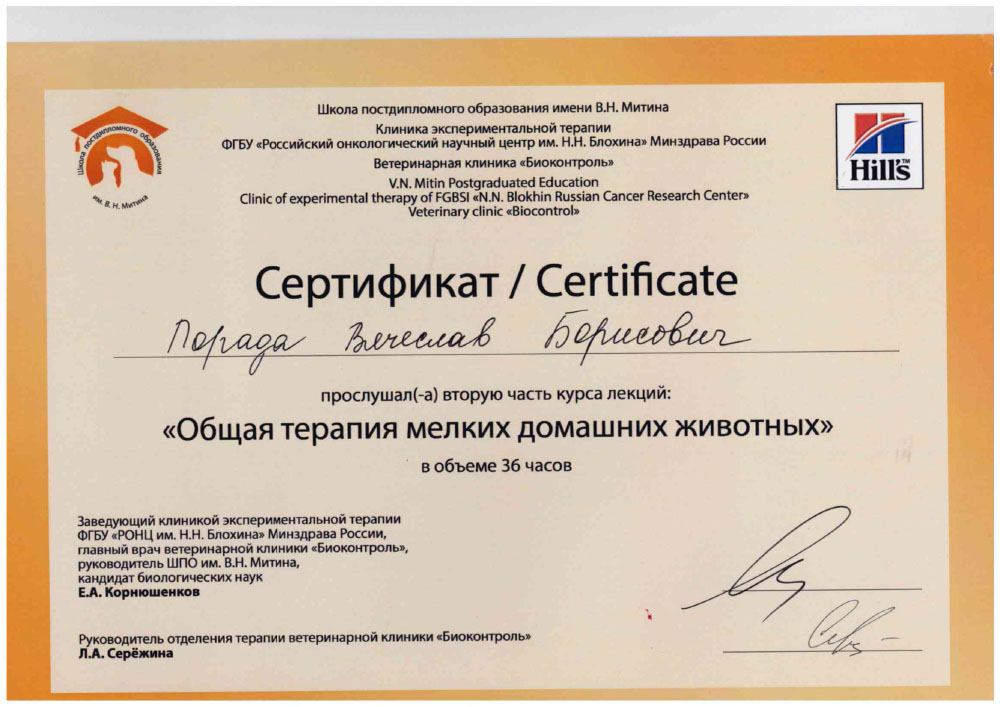 Школа постдипломного образования имени В.Н. Митина
Клиника экспериментальной терапии
ФГБУ «Российский онкологический научный центр им. Н.Н. Блохина» Минздрава России
Ветеринарная клиника «Биоконтроль»
V.N. Mitin Postgraduated Education
Clinic of experimental therapy of FGBSI «N.N. Blokhin Russian Cancer Research Center»
Veterinary clinic «Biocontrol»
Школа постдипломного образования
им. В. Н. Митина
Hill's™
Сертификат / Certificate
Порада Вячеслав Борисович
прослушал(-а) вторую часть курса лекций:
«Общая терапия мелких домашних животных»
в объеме 36 часов
Заведующий клиникой экспериментальной терапии
ФГБУ «РОНЦ им. Н.Н. Блохина» Минздрава России,
главный врач ветеринарной клиники «Биоконтроль»,
руководитель ШПО им. В.Н. Митина,
кандидат биологических наук
Е.А. Корнюшенков
Руководитель отделения терапии ветеринарной клиники «Биоконтроль»
Л.А. Серёжина